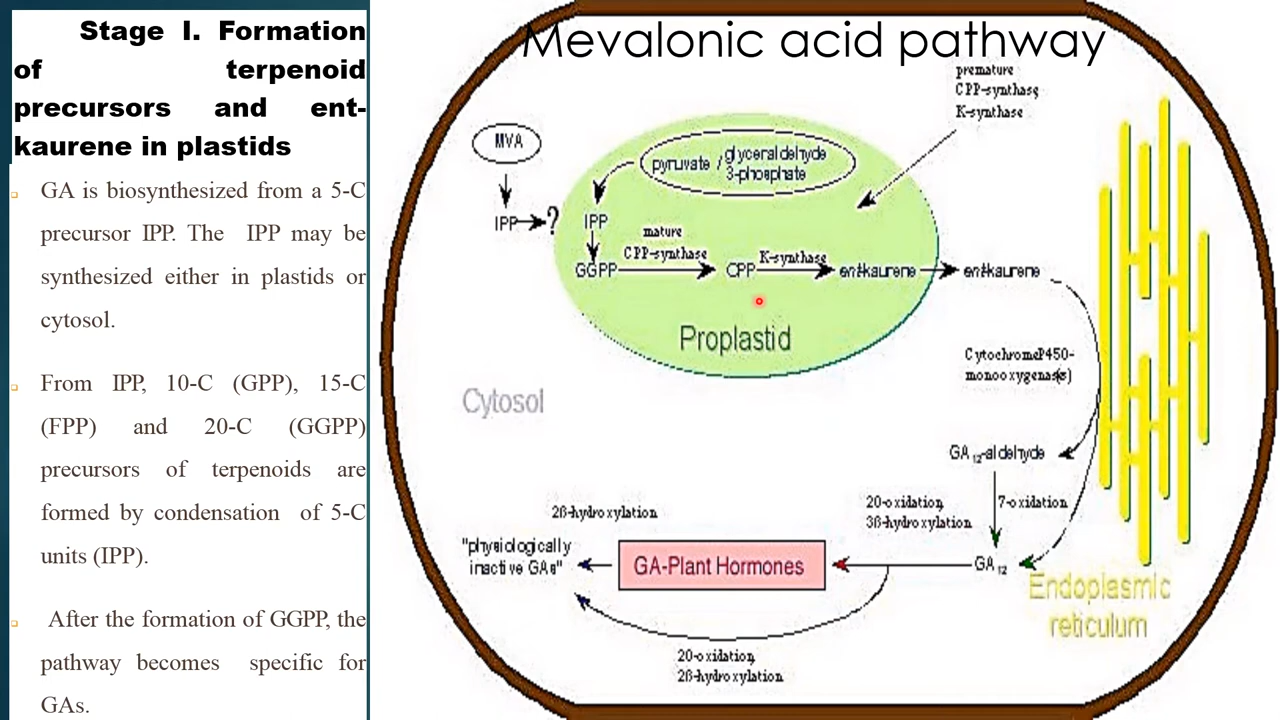 Stage I. Formation
of terpenoid
precursors and ent-
kaurene in plastids
GA is biosynthesized from a 5-C
precursor IPP. The IPP may be
synthesized either in plastids or
cytosol.
From IPP, 10-C (GPP), 15-C
(FPP) and 20-C (GGPP)
precursors of terpenoids are
formed by condensation of 5-C
units (IPP).
After the formation of GGPP, the
pathway becomes specific for
GAs.
Mevalonic acid pathway
premature
CPP-synthase,
K-synthase
MVA
pyruvate / glyceraldehyde
3-phosphate
IPP
?
IPP
mature
CPP-synthase
K-synthase
GGPP
CPP
ent-kaurene
ent-kaurene
Proplastid
CytochromeP450-
monooxygenase(s)
Cytosol
GA12-aldehyde
20-oxidation,
3ß-hydroxylation
7-oxidation
2ß-hydroxylation
"physiologically
inactive GAs"
GA-Plant Hormones
GA12
Endoplasmic
reticulum
20-oxidation,
2ß-hydroxylation